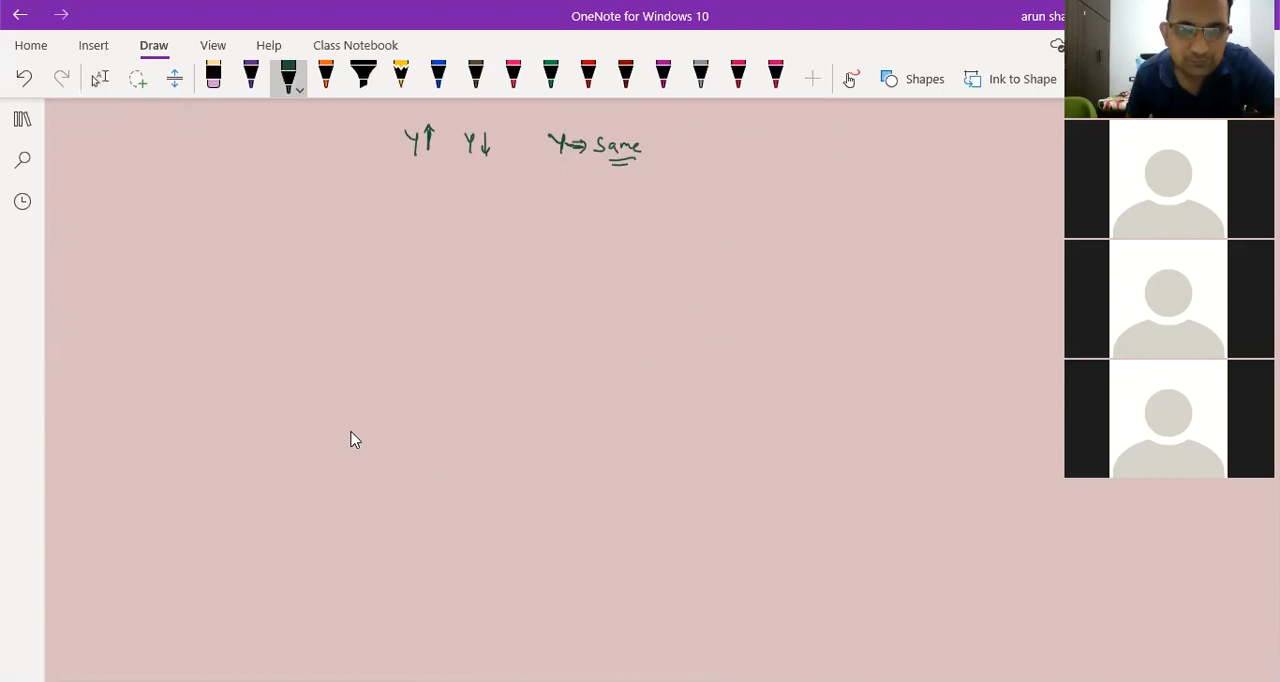 OneNote for Windows 10
arun sha
Home Insert Draw View Help Class Notebook
Shapes Ink to Shape
Y↑ Y↓ Y⇒ Same